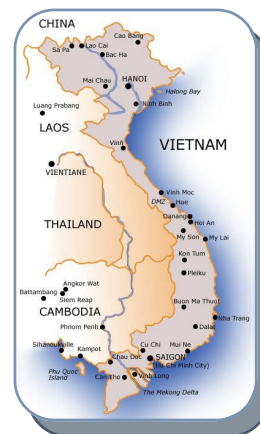 CHINA
Cao Bang
Sa Pa
Lao Cai
Bac Ha
Mai Chau
HANOI
Halong Bay
Ninh Binh
Luang Prabang
LAOS
Vinh
VIETNAM
VIENTIANE
Vinh Moc
DMZ
Hue
Danang
Hoi An
THAILAND
My Son
My Lai
Kon Tum
Pleiku
Angkor Wat
Battambang
Siem Reap
Buon Ma Thuot
CAMBODIA
Nha Trang
Phnom Penh
Dalat
Sihanoukville
Kampot
Cu Chi
Mui Ne
Chau Doc
SAIGON
(Ho Chi Minh City)
Phu Quoc
Island
Can Tho
Vinh Long
The Mekong Delta